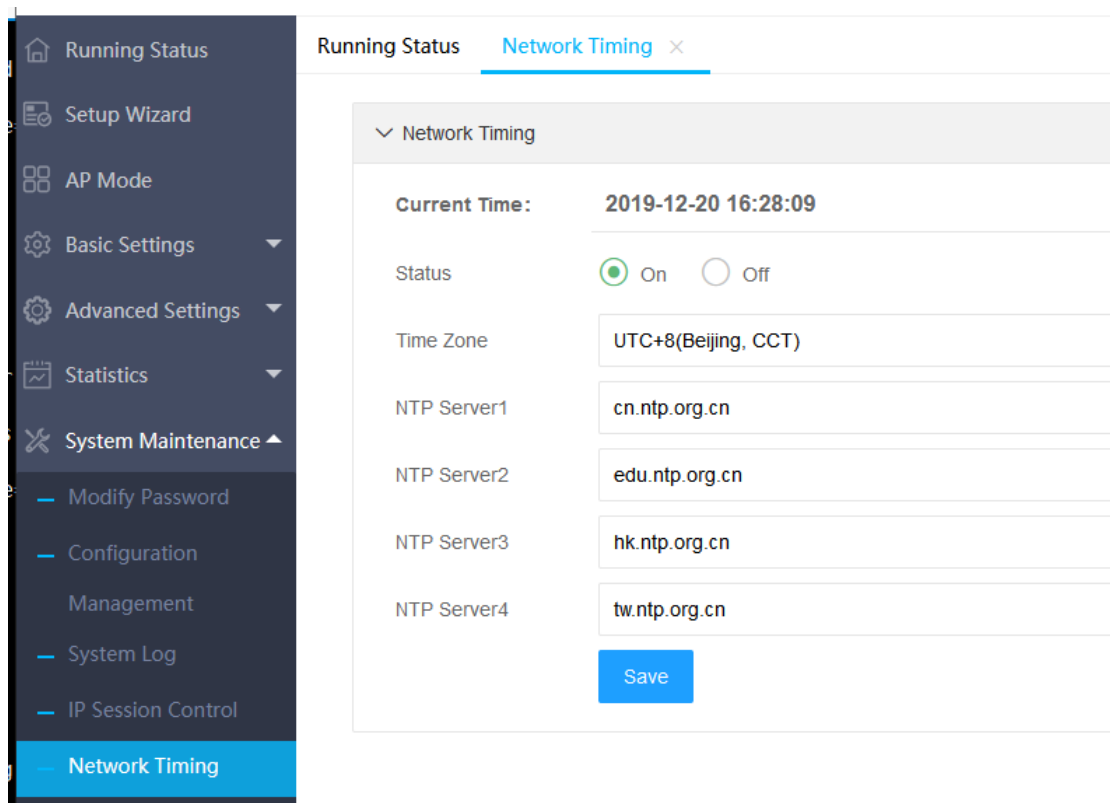 Running Status
Setup Wizard
AP Mode
Basic Settings
Advanced Settings
Statistics
System Maintenance
Modify Password
Configuration
Management
System Log
IP Session Control
Network Timing
Running Status Network Timing
Network Timing
Current Time: 2019-12-20 16:28:09
Status On Off
Time Zone UTC+8(Beijing, CCT)
NTP Server1 cn.ntp.org.cn
NTP Server2 edu.ntp.org.cn
NTP Server3 hk.ntp.org.cn
NTP Server4 tw.ntp.org.cn
Save